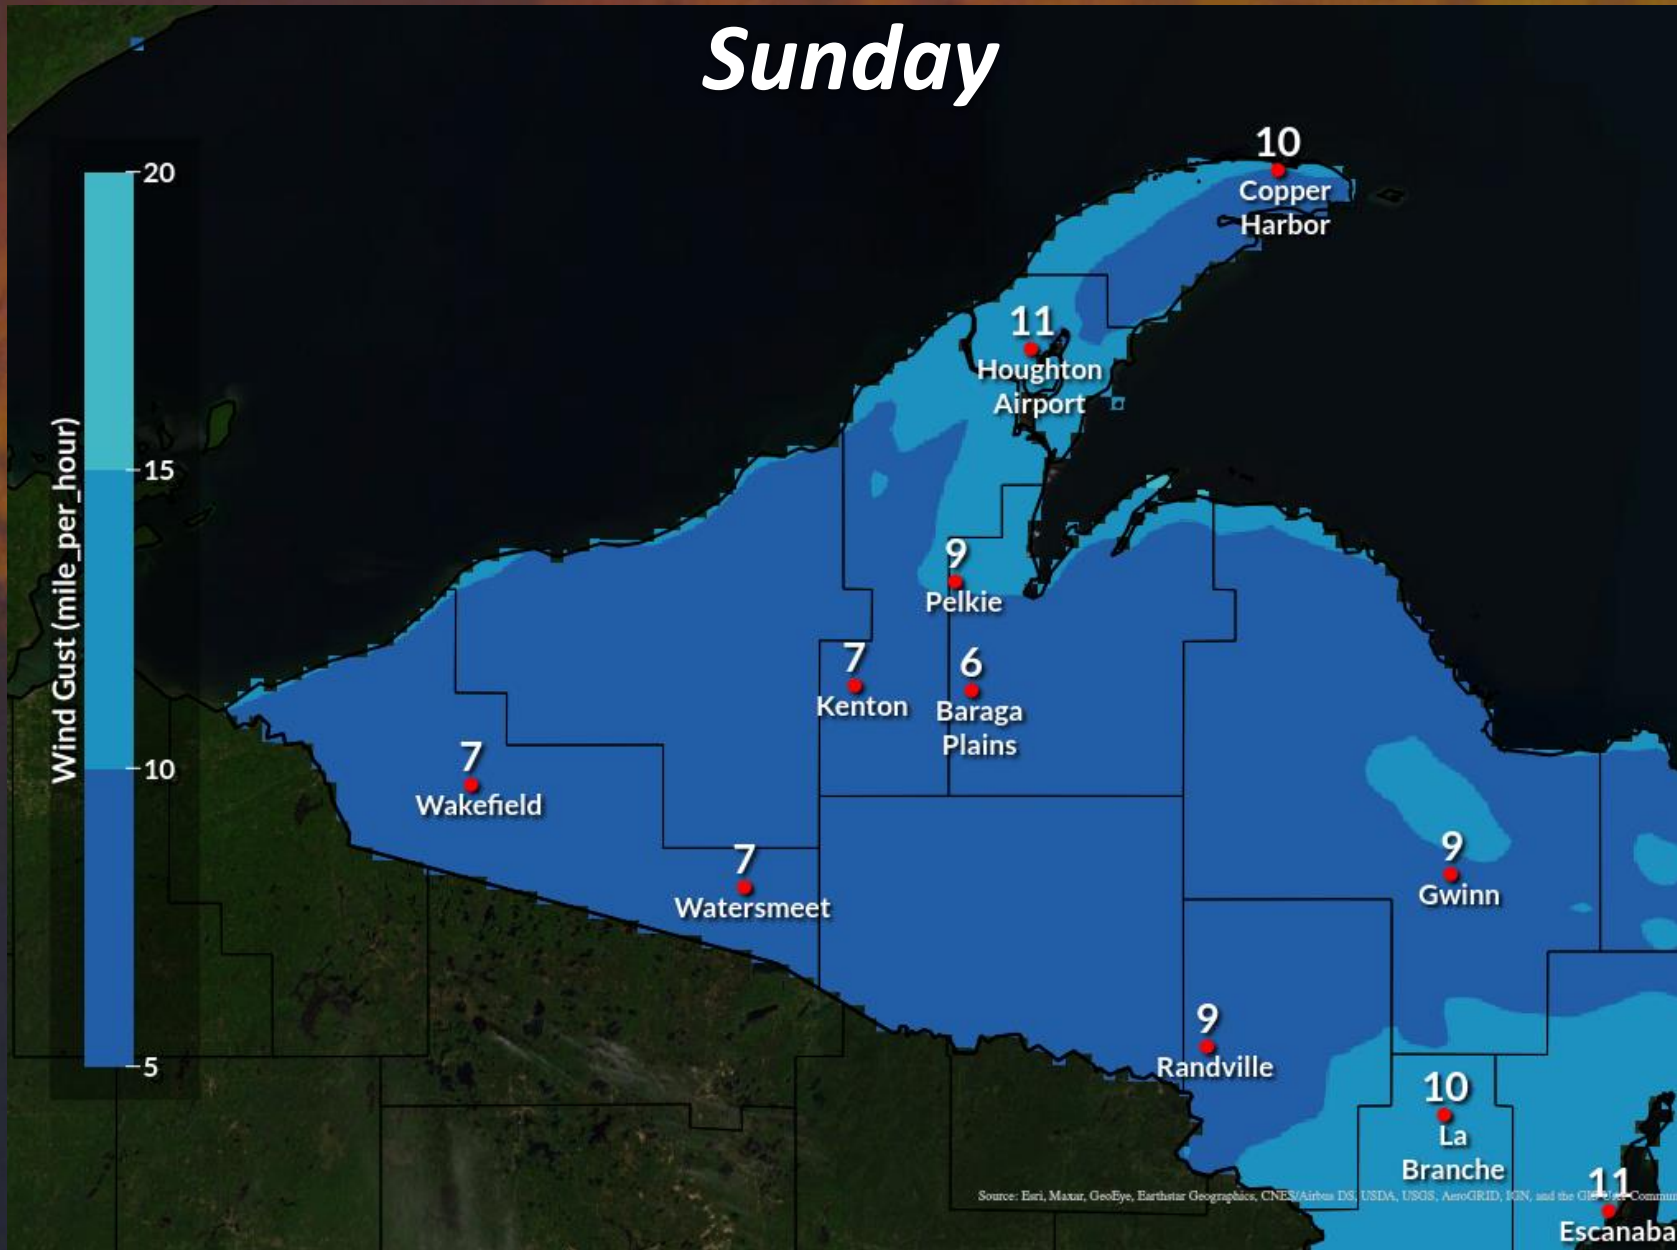 Sunday
20
15
10
5
Wind Gust (mile_per_hour)
10
Copper
Harbor
11
Houghton
Airport
9
Pelkie
7
Kenton
6
Baraga
Plains
7
Wakefield
7
Watersmeet
9
Gwinn
9
Randville
10
La
Branche
11
Escanaba
Source: Esri, Maxar, GeoEye, Earthstar Geographics, CNES/Airbus DS, USDA, USGS, AeroGRID, IGN, and the GIS User Commun